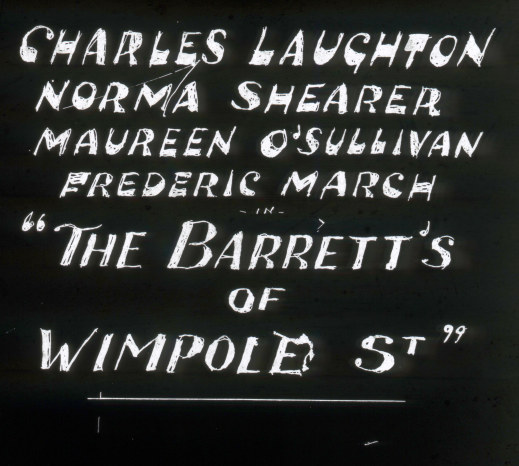 CHARLES LAUGHTON
NORMA SHEARER
MAUREEN O'SULLIVAN
FREDERIC MARCH
- IN -
"THE BARRETT'S
OF
WIMPOLE ST"